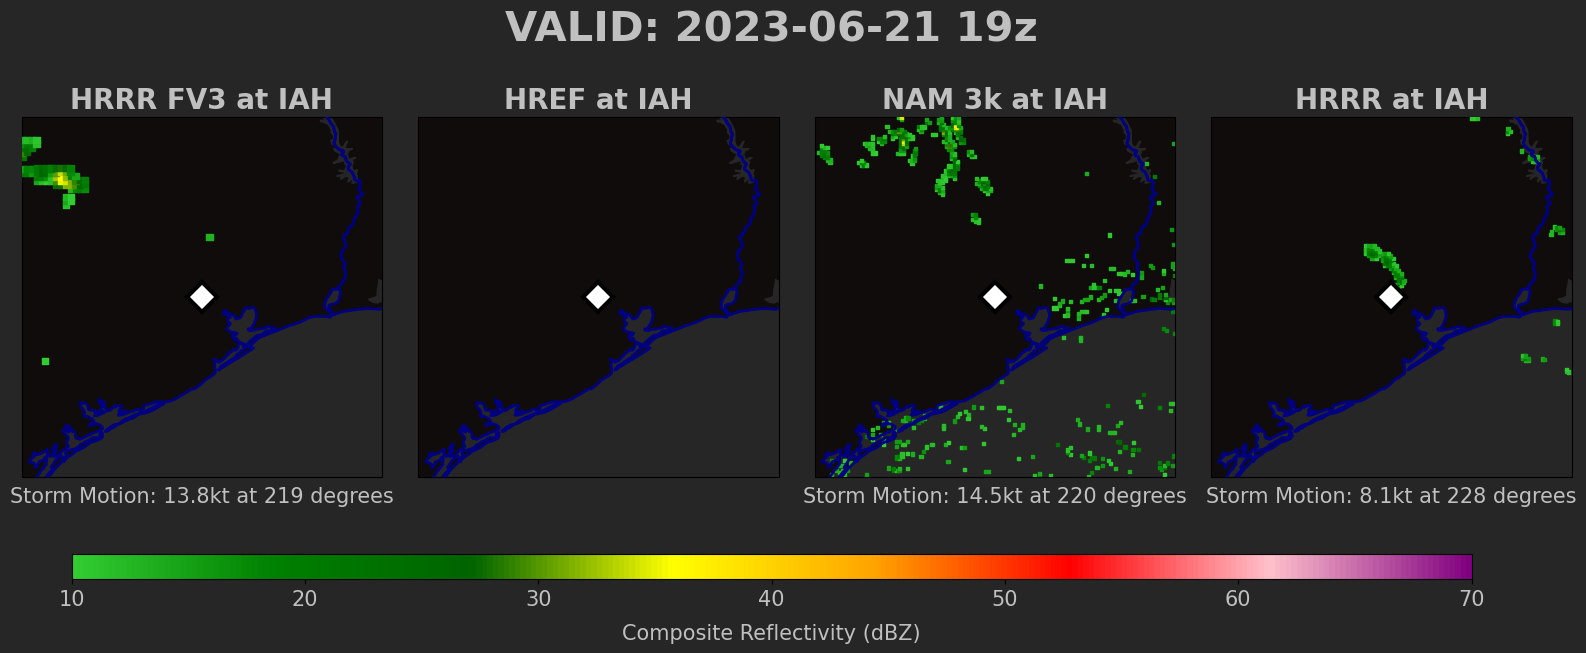 VALID: 2023-06-21 19z
HRRR FV3 at IAH
HREF at IAH
NAM 3k at IAH
HRRR at IAH
Storm Motion: 13.8kt at 219 degrees
Storm Motion: 14.5kt at 220 degrees
Storm Motion: 8.1kt at 228 degrees
10 20 30 40 50 60 70
Composite Reflectivity (dBZ)